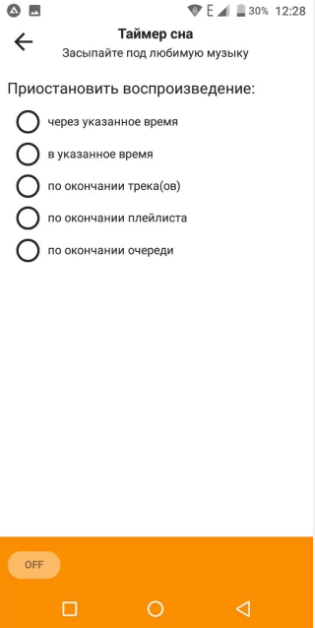 E 30% 12:28
Таймер сна
Засыпайте под любимую музыку
Приостановить воспроизведение:
через указанное время
в указанное время
по окончании трека(ов)
по окончании плейлиста
по окончании очереди
OFF